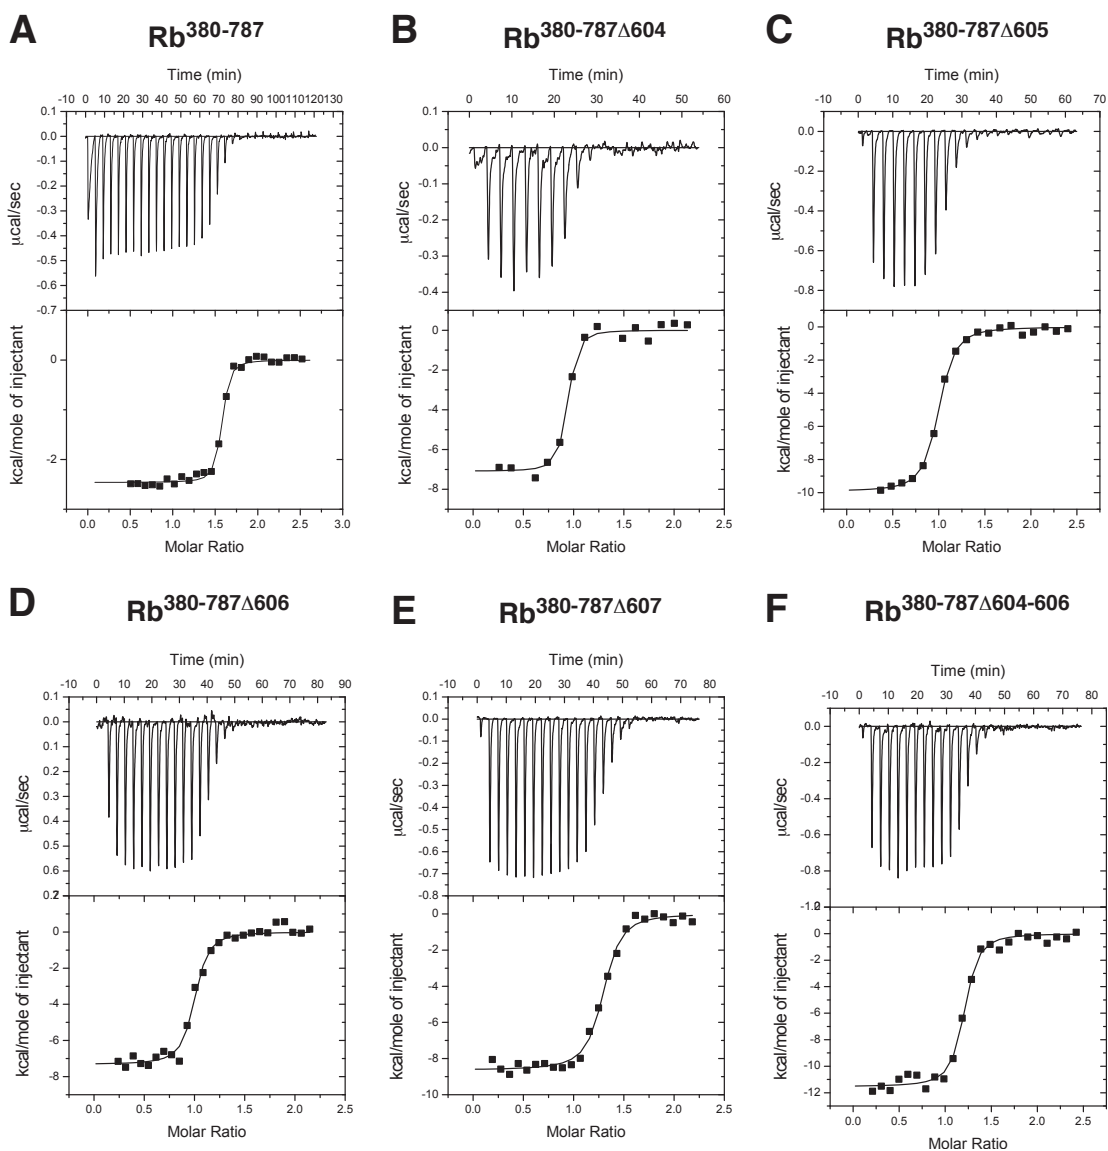 A
Rb380-787
Time (min)
-10 0 10 20 30 40 50 60 70 80 90 100110120130
0.1
0.0
-0.1
-0.2
-0.3
-0.4
-0.5
-0.6
-0.7
µcal/sec
0
-2
kcal/mole of injectant
0.0 0.5 1.0 1.5 2.0 2.5 3.0
Molar Ratio
B
Rb380-787Δ604
Time (min)
0 10 20 30 40 50 60
0.1
0.0
-0.1
-0.2
-0.3
-0.4
µcal/sec
0
-2
-4
-6
-8
kcal/mole of injectant
0.0 0.5 1.0 1.5 2.0 2.5
Molar Ratio
C
Rb380-787Δ605
Time (min)
-10 0 10 20 30 40 50 60 70
0.0
-0.2
-0.4
-0.6
-0.8
µcal/sec
0
-2
-4
-6
-8
-10
kcal/mole of injectant
0.0 0.5 1.0 1.5 2.0 2.5
Molar Ratio
D
Rb380-787Δ606
Time (min)
-10 0 10 20 30 40 50 60 70 80 90
0.1
0.0
0.1
0.2
0.3
0.4
0.5
0.6
µcal/sec
0
-2
-4
-6
-8
kcal/mole of injectant
0.0 0.5 1.0 1.5 2.0 2.5
Molar Ratio
E
Rb380-787Δ607
Time (min)
-10 0 10 20 30 40 50 60 70 80
0.1
0.0
-0.1
-0.2
-0.3
-0.4
-0.5
-0.6
-0.7
-0.8
µcal/sec
0
-2
-4
-6
-8
-10
kcal/mole of injectant
0.0 0.5 1.0 1.5 2.0 2.5
Molar Ratio
F
Rb380-787Δ604-606
Time (min)
-10 0 10 20 30 40 50 60 70 80
0.0
-0.2
-0.4
-0.6
-0.8
µcal/sec
0
-2
-4
-6
-8
-10
-12
kcal/mole of injectant
0.0 0.5 1.0 1.5 2.0 2.5
Molar Ratio